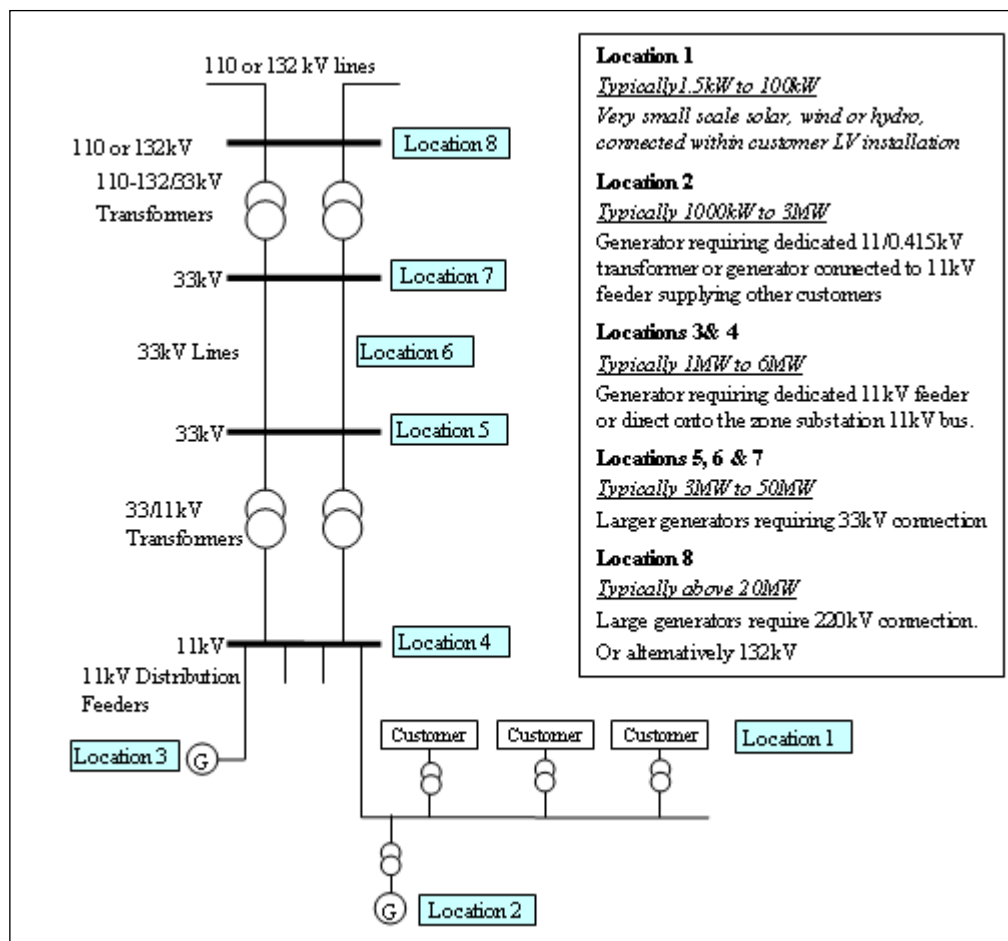 110 or 132 kV lines
110 or 132kV
Location 8
110-132/33kV
Transformers
33kV
Location 7
33kV Lines
Location 6
33kV
Location 5
33/11kV
Transformers
11kV
Location 4
11kV Distribution
Feeders
Location 3
G
Customer
Customer
Customer
Location 1
G
Location 2
Location 1
Typically1.5kW to 100kW
Very small scale solar, wind or hydro,
connected within customer LV installation
Location 2
Typically 1000kW to 3MW
Generator requiring dedicated 11/0.415kV
transformer or generator connected to 11kV
feeder supplying other customers
Locations 3& 4
Typically 1MW to 6MW
Generator requiring dedicated 11kV feeder
or direct onto the zone substation 11kV bus.
Locations 5, 6 & 7
Typically 3MW to 50MW
Larger generators requiring 33kV connection
Location 8
Typically above 20MW
Large generators require 220kV connection.
Or alternatively 132kV